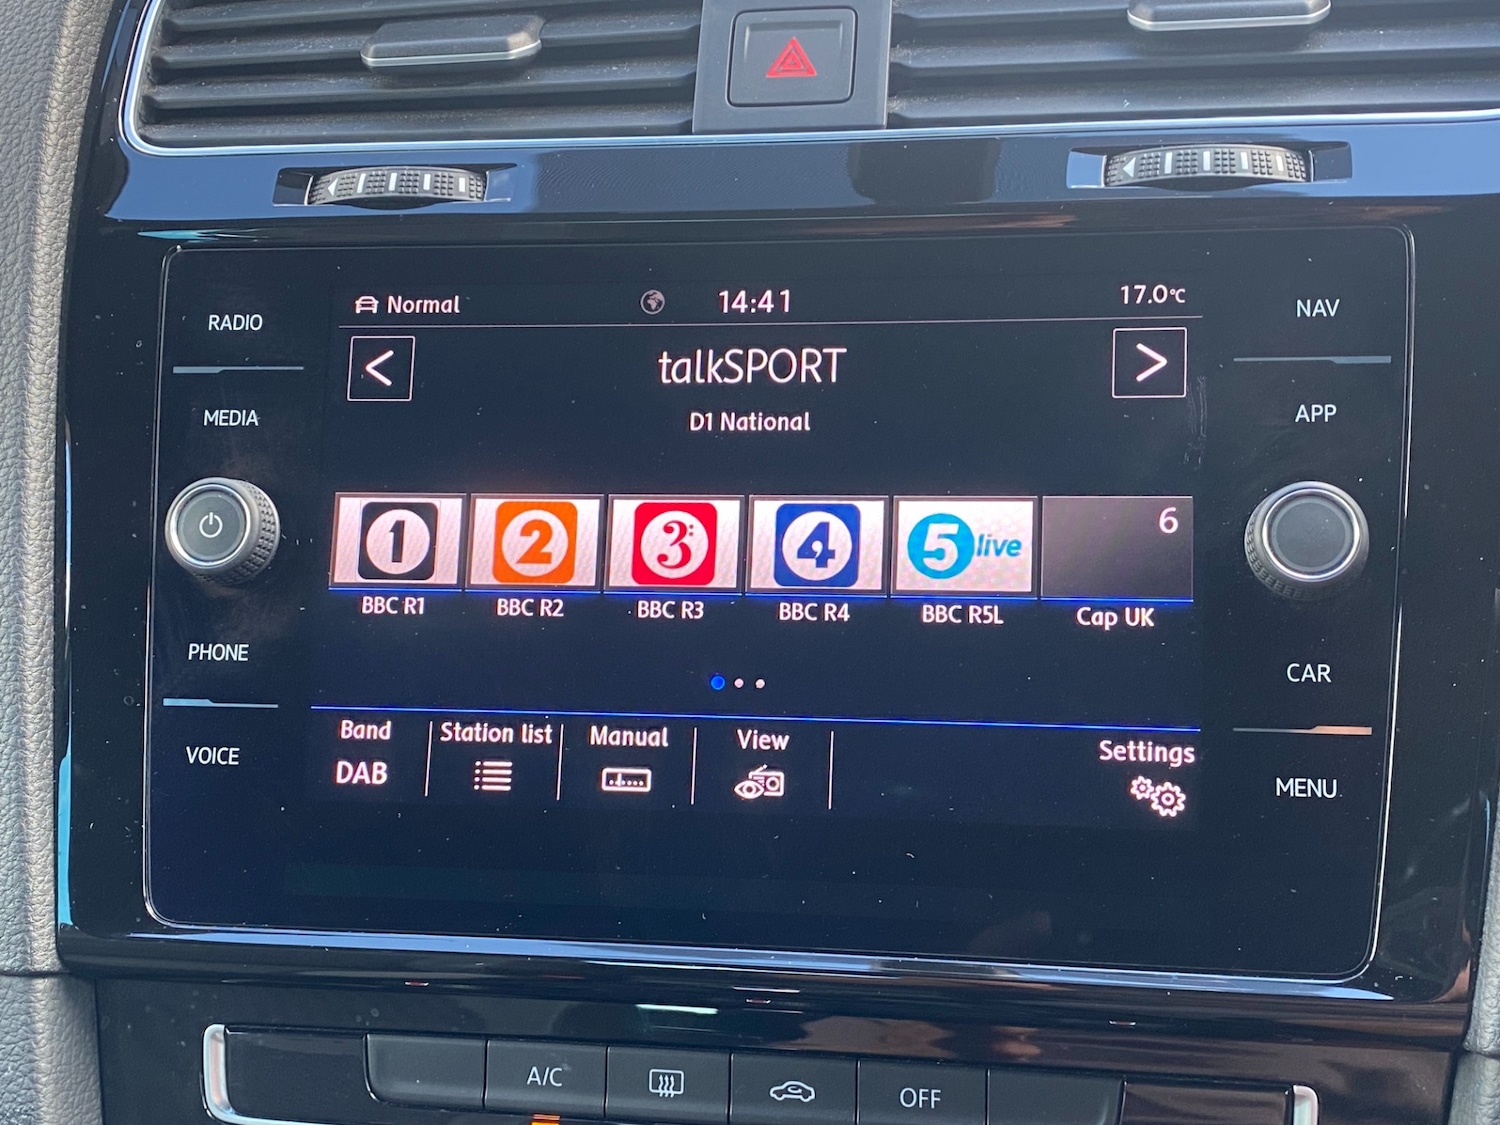 RADIO
MEDIA
PHONE
VOICE
Normal
14:41
17.0°C
<
talkSPORT
>
D1 National
1
2
3:
4
5 live
6
BBC R1
BBC R2
BBC R3
BBC R4
BBC R5L
Cap UK
Band
DAB
Station list
Manual
View
Settings
NAV
APP
CAR
MENU
A/C
OFF